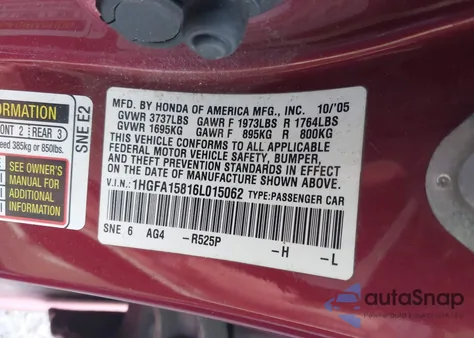 MFD. BY HONDA OF AMERICA MFG., INC. 10/'05
GVWR 3737LBS GAWR F 1973LBS R 1764LBS
GVWR 1695KG GAWR F 895KG R 800KG
THIS VEHICLE CONFORMS TO ALL APPLICABLE
FEDERAL MOTOR VEHICLE SAFETY, BUMPER,
AND THEFT PREVENTION STANDARDS IN EFFECT
ON THE DATE OF MANUFACTURE SHOWN ABOVE.
V.I.N.: 1HGFA15816L015062 TYPE:PASSENGER CAR
SNE 6 AG4 -R525P -H -L
FORMATION
FRONT 2 REAR 3
eed 385kg or 850lbs.
SEE OWNER'S
MANUAL FOR
ADDITIONAL
INFORMATION
SNE E2
autoSnap